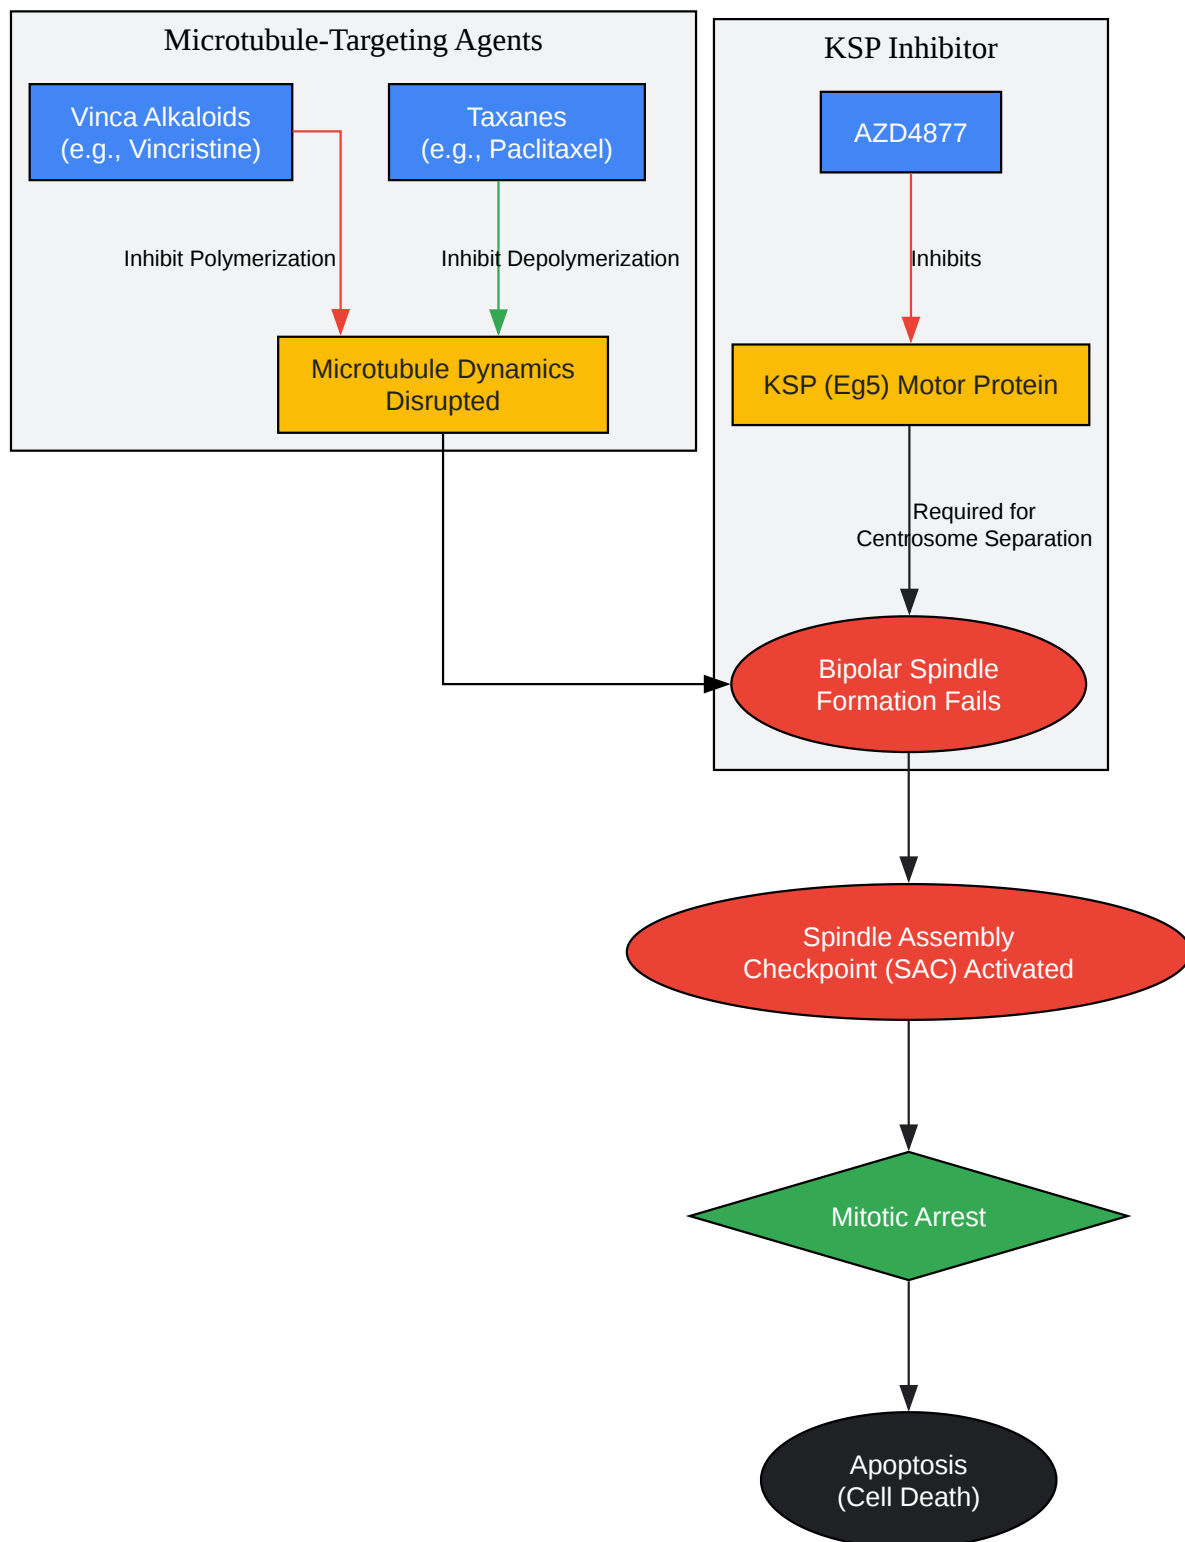 Microtubule-Targeting Agents
Vinca Alkaloids
(e.g., Vincristine)
Taxanes
(e.g., Paclitaxel)
Inhibit Polymerization
Inhibit Depolymerization
Microtubule Dynamics
Disrupted
KSP Inhibitor
AZD4877
Inhibits
KSP (Eg5) Motor Protein
Required for
Centrosome Separation
Bipolar Spindle
Formation Fails
Spindle Assembly
Checkpoint (SAC) Activated
Mitotic Arrest
Apoptosis
(Cell Death)